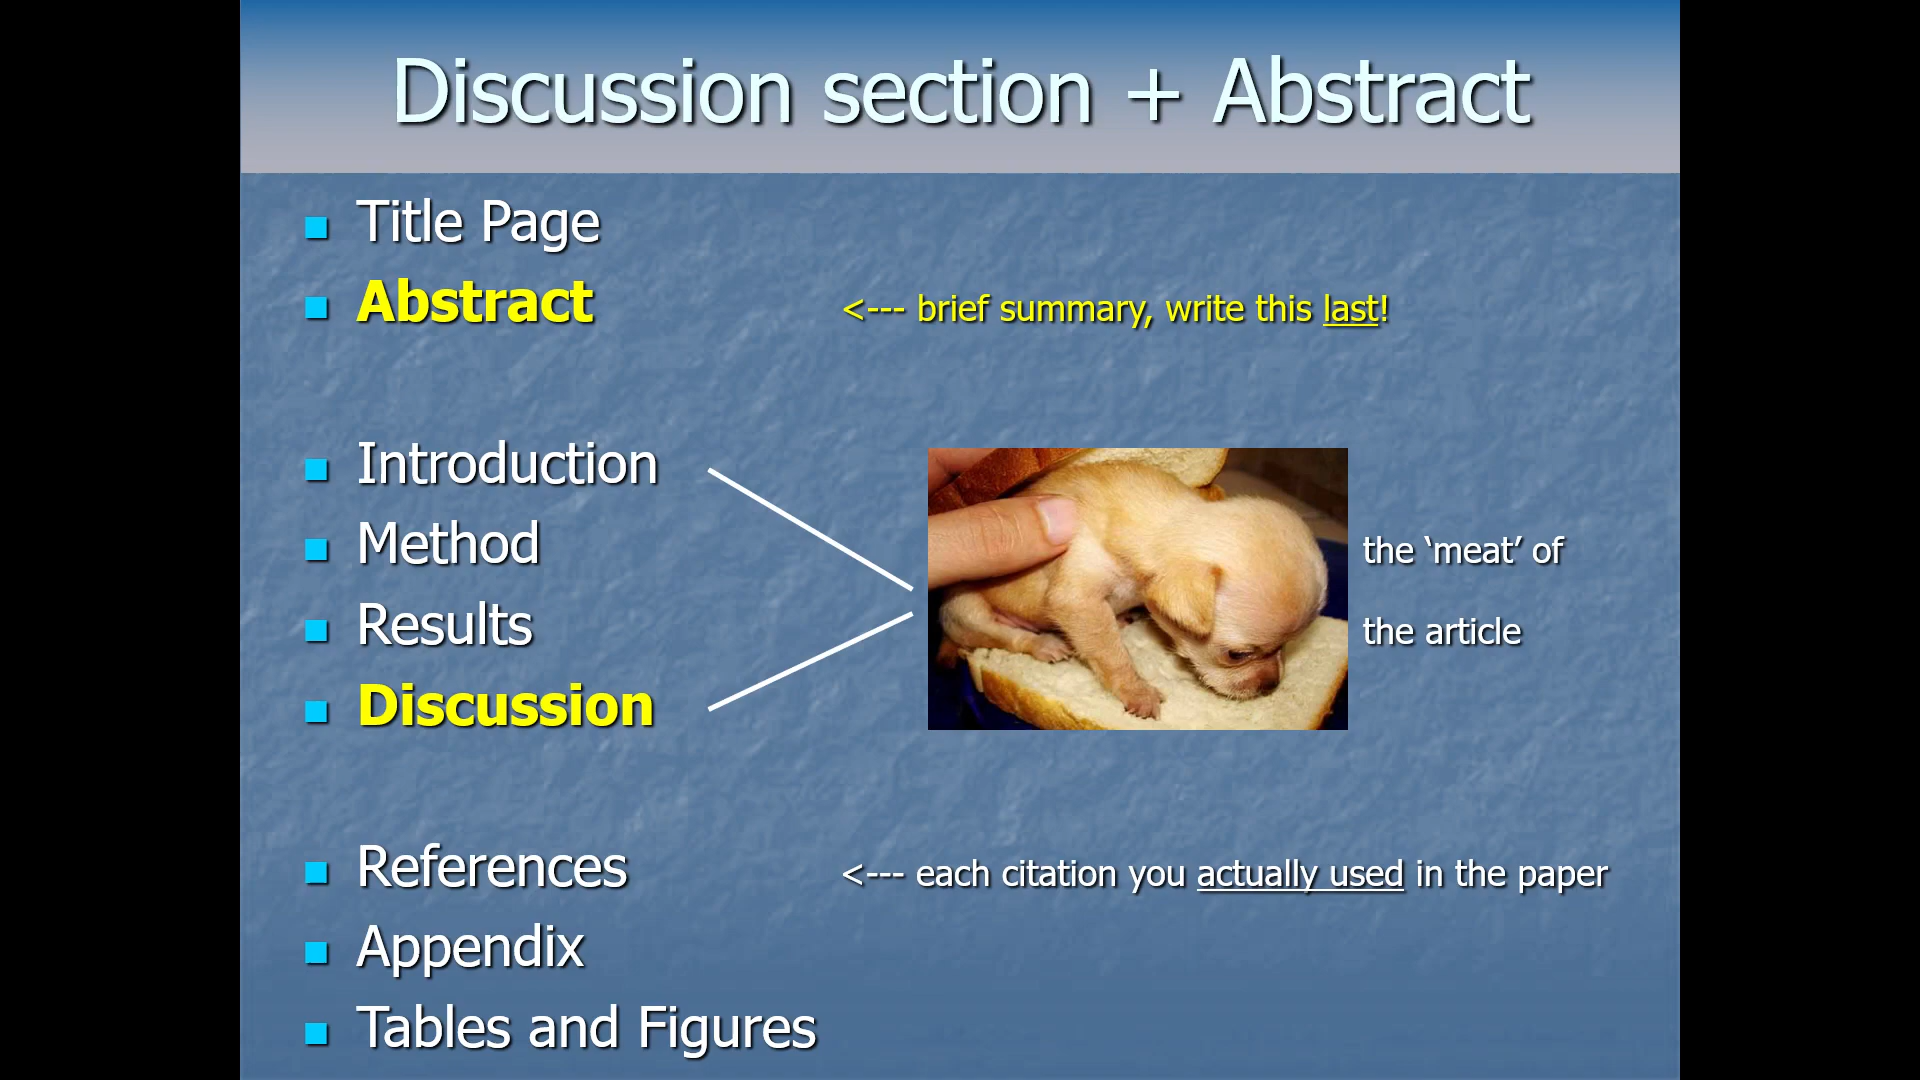 Discussion section + Abstract
Title Page
Abstract <--- brief summary, write this last!
Introduction
Method
the ‘meat’ of
Results
the article
Discussion
References <--- each citation you actually used in the paper
Appendix
Tables and Figures